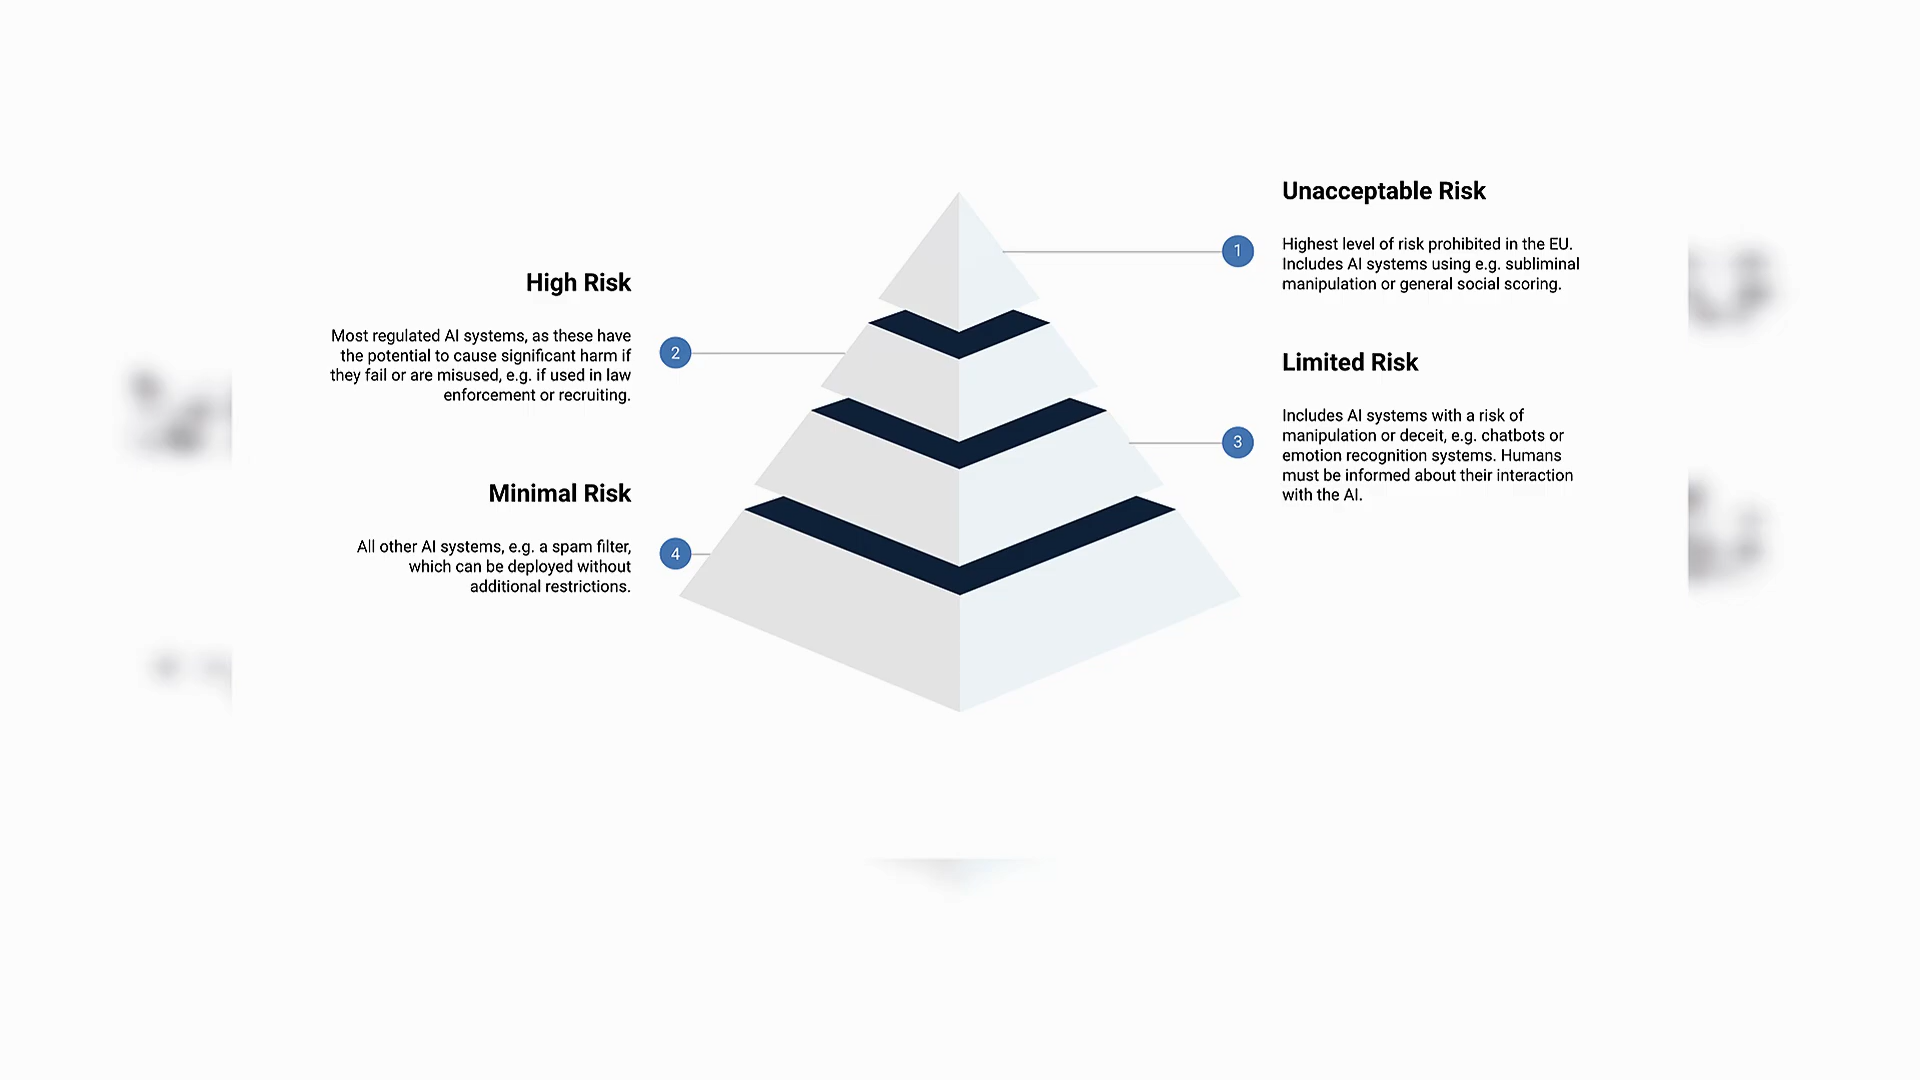 Unacceptable Risk
1
Highest level of risk prohibited in the EU.
Includes AI systems using e.g. subliminal
manipulation or general social scoring.
High Risk
2
Most regulated AI systems, as these have
the potential to cause significant harm if
they fail or are misused, e.g. if used in law
enforcement or recruiting.
Limited Risk
3
Includes AI systems with a risk of
manipulation or deceit, e.g. chatbots or
emotion recognition systems. Humans
must be informed about their interaction
with the AI.
Minimal Risk
4
All other AI systems, e.g. a spam filter,
which can be deployed without
additional restrictions.